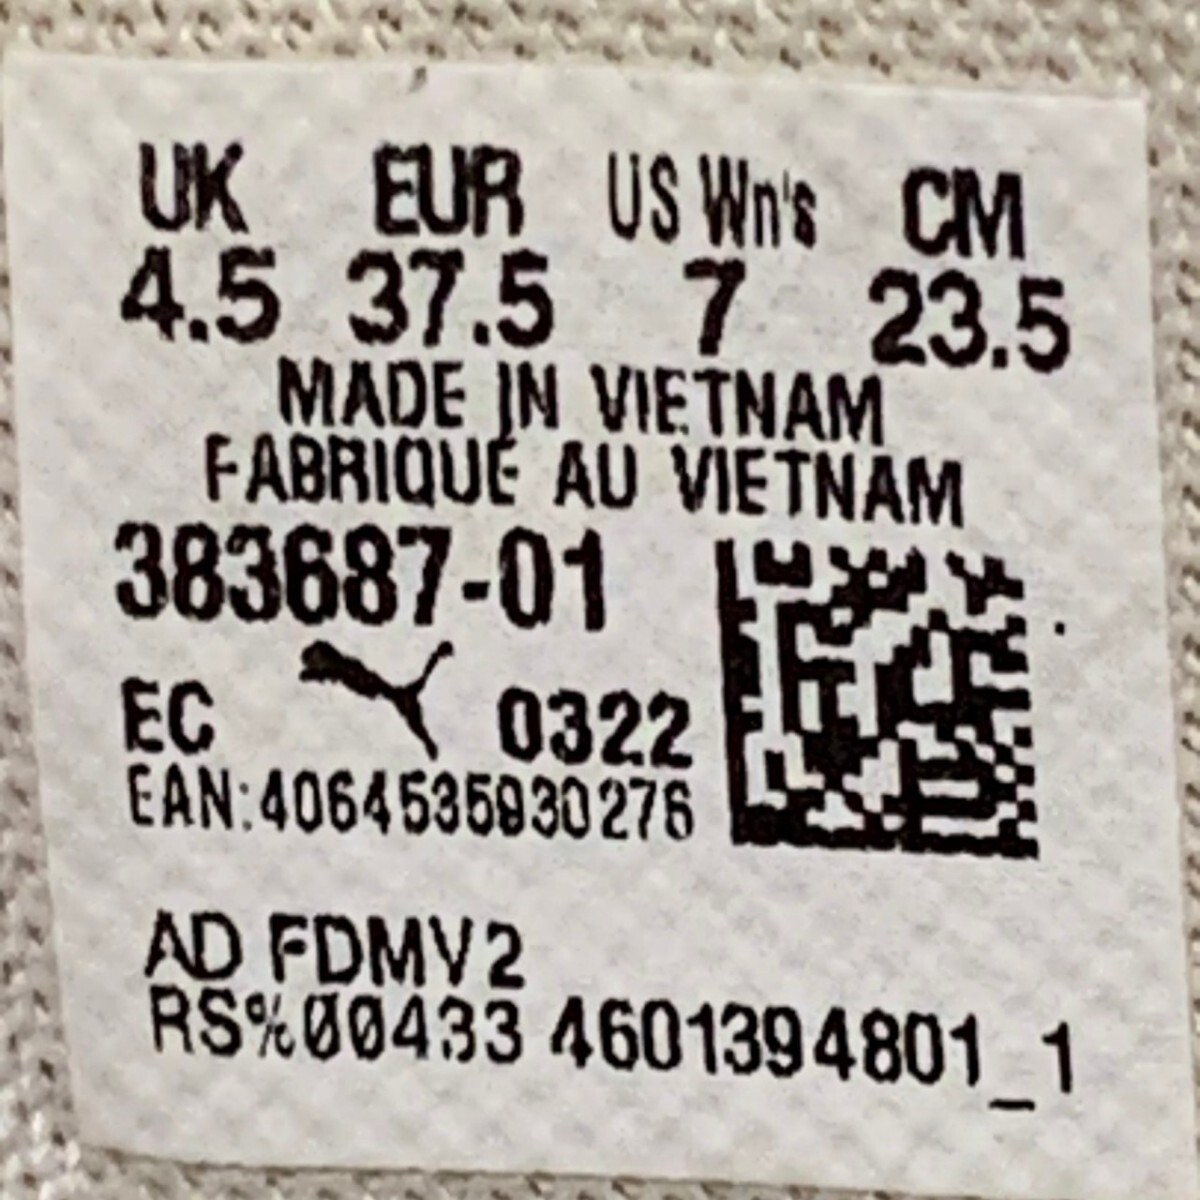 UK EUR US Wn's CM
4.5 37.5 7 23.5
MADE IN VIETNAM
FABRIQUÉ AU VIETNAM
383687-01
EC 0322
EAN:4064535930276
AD FDMV2
RS%00433 4601394801_1